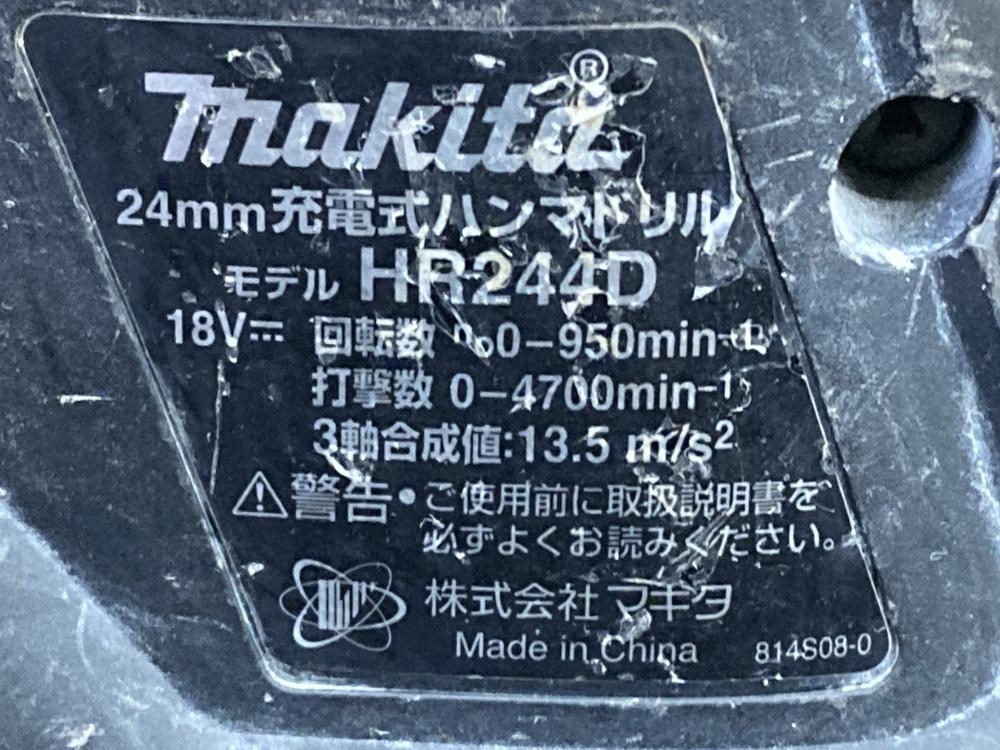 makita®
24mm充電式ハンマドリル
モデル HR244D
18V⎓ 回転数 n₀0−950min⁻¹
打撃数 0−4700min⁻¹
3軸合成値:13.5 m/s²
⚠警告・ご使用前に取扱説明書を
必ずよくお読みください。
株式会社マキタ
Made in China 814S08-0